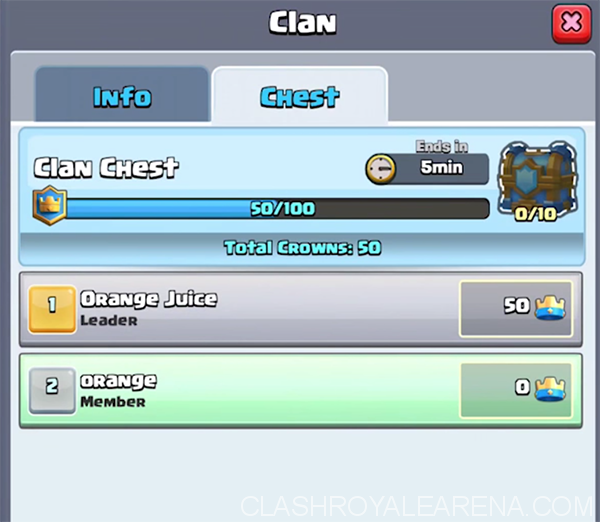 Clan
Info
Chest
Ends in
Clan Chest
5min
50/100
0/10
Total Crowns: 50
1
Orange Juice
50
Leader
2
orange
0
Member
CLASHROYALEARENA.COM